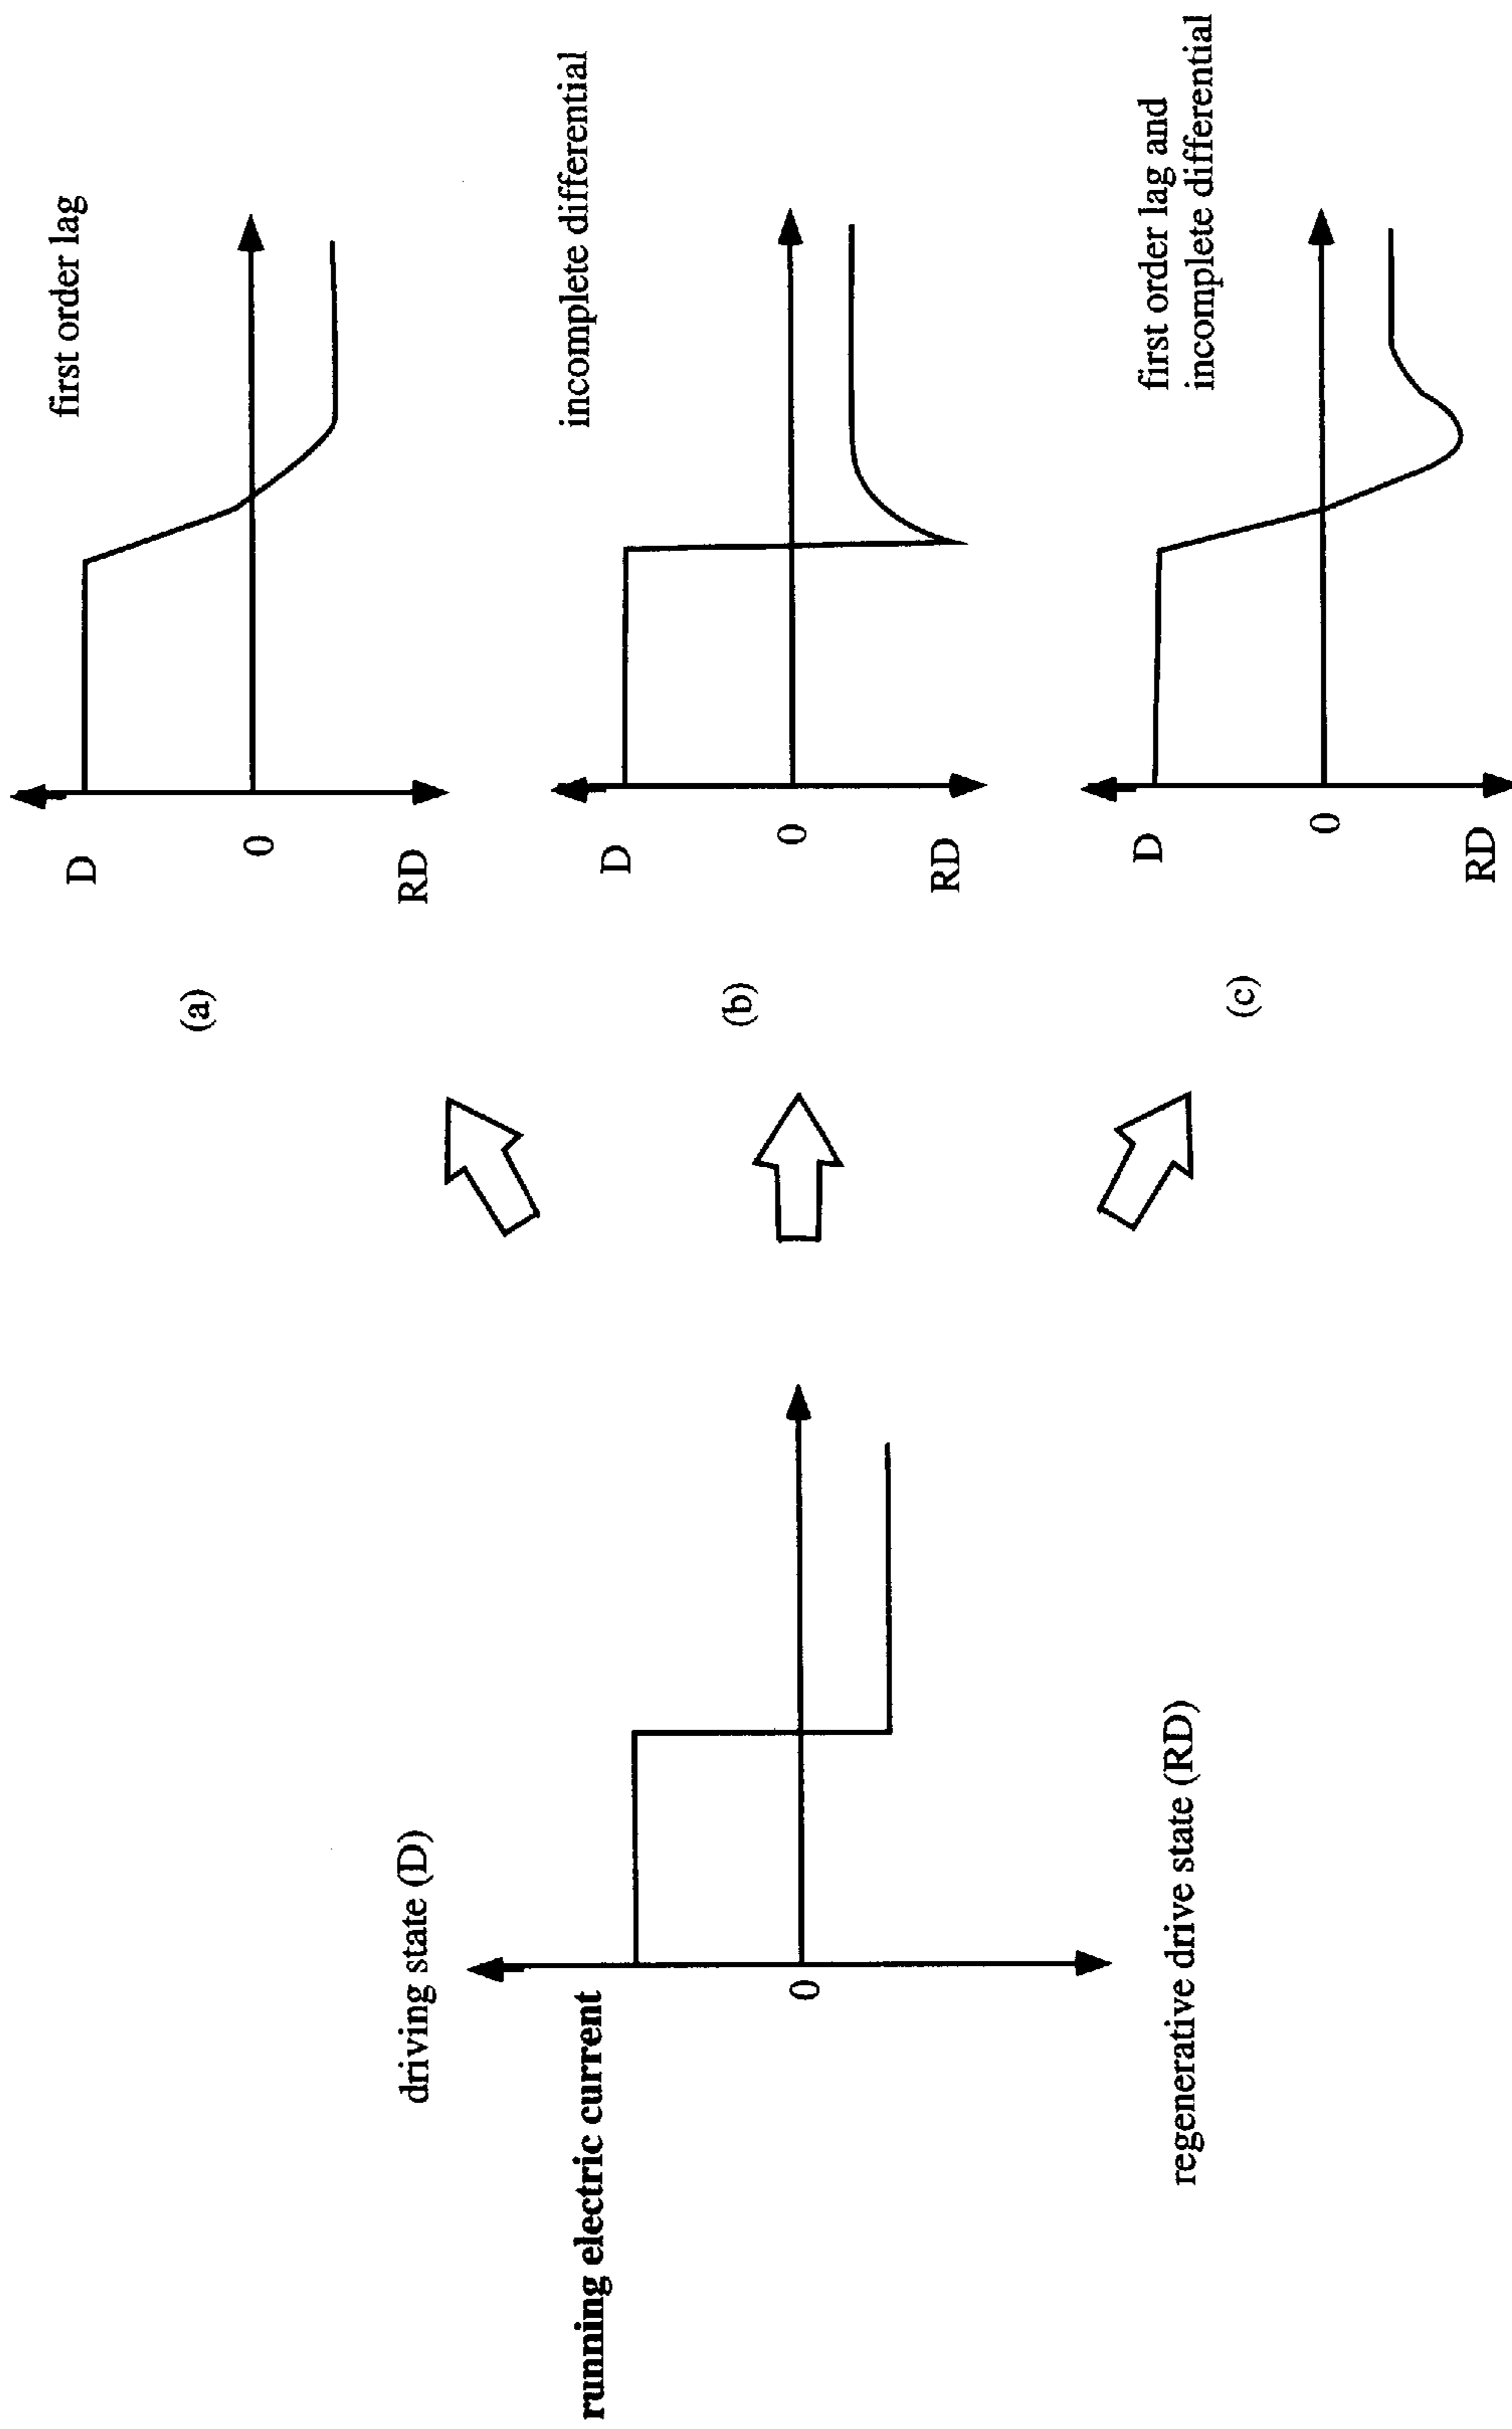 driving state (D)
running electric current
0
regenerative drive state (RD)
(a)
first order lag
D
0
RD
(b)
incomplete differential
D
0
RD
(c)
first order lag and
incomplete differential
D
0
RD